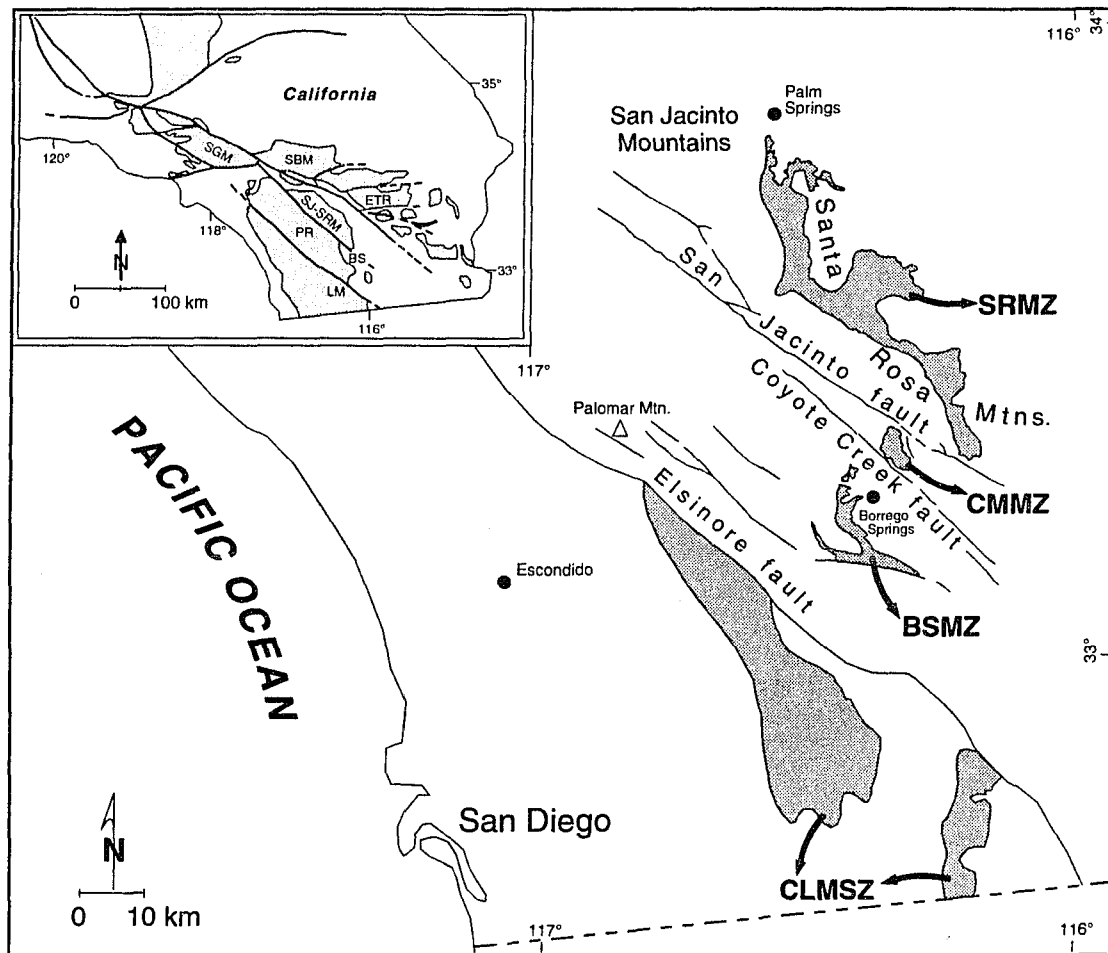 California
35°
120°
SGM
SBM
118°
SJ-SRM
ETR
PR
BS
LM
33°
116°
N
0 100 km
116°
34°
Palm
Springs
San Jacinto
Mountains
Santa
Rosa
Mtns.
SRMZ
San Jacinto fault
Coyote Creek fault
117°
Palomar Mtn.
CMMZ
Borrego
Springs
Elsinore fault
PACIFIC OCEAN
Escondido
BSMZ
33°
San Diego
N
0 10 km
CLMSZ
117°
116°